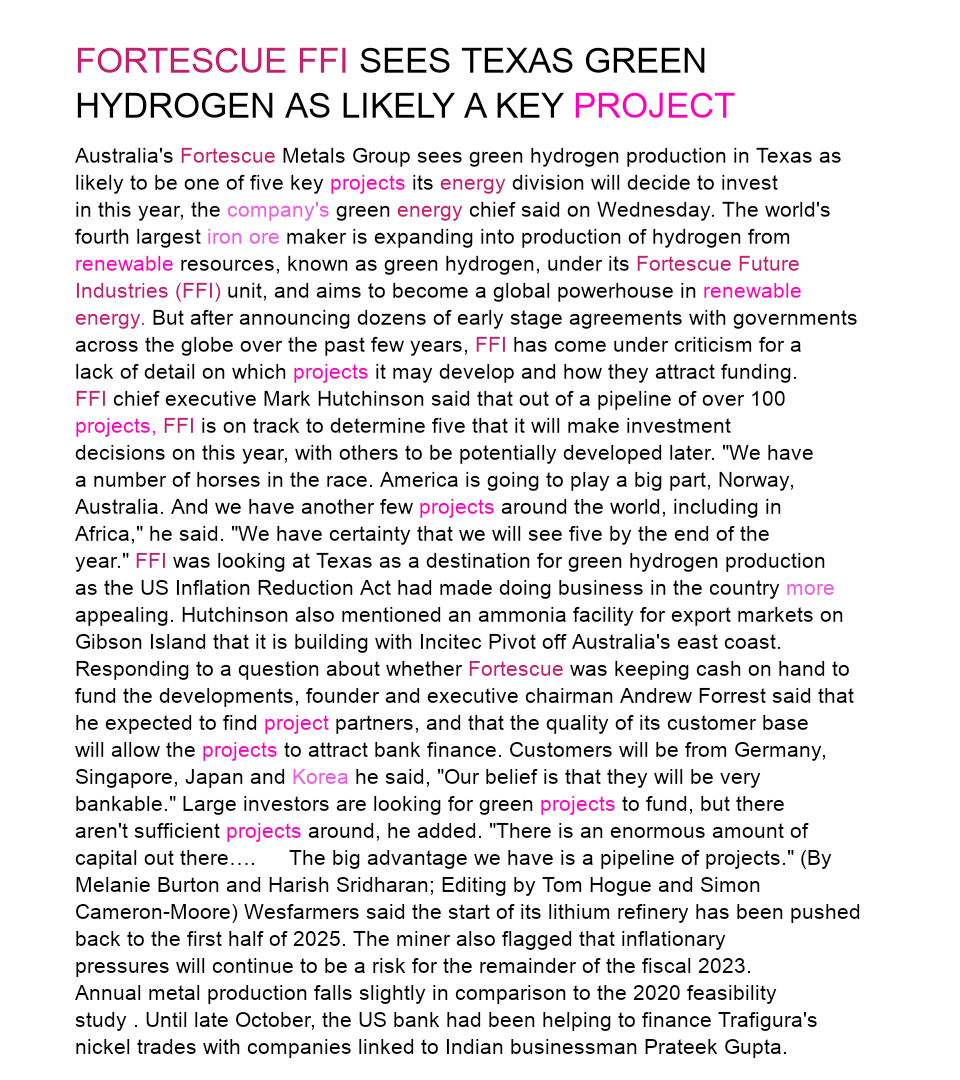 FORTESCUE FFI SEES TEXAS GREEN
HYDROGEN AS LIKELY A KEY PROJECT
Australia's Fortescue Metals Group sees green hydrogen production in Texas as
likely to be one of five key projects its energy division will decide to invest
in this year, the company's green energy chief said on Wednesday. The world's
fourth largest iron ore maker is expanding into production of hydrogen from
renewable resources, known as green hydrogen, under its Fortescue Future
Industries (FFI) unit, and aims to become a global powerhouse in renewable
energy. But after announcing dozens of early stage agreements with governments
across the globe over the past few years, FFI has come under criticism for a
lack of detail on which projects it may develop and how they attract funding.
FFI chief executive Mark Hutchinson said that out of a pipeline of over 100
projects, FFI is on track to determine five that it will make investment
decisions on this year, with others to be potentially developed later. "We have
a number of horses in the race. America is going to play a big part, Norway,
Australia. And we have another few projects around the world, including in
Africa," he said. "We have certainty that we will see five by the end of the
year." FFI was looking at Texas as a destination for green hydrogen production
as the US Inflation Reduction Act had made doing business in the country more
appealing. Hutchinson also mentioned an ammonia facility for export markets on
Gibson Island that it is building with Incitec Pivot off Australia's east coast.
Responding to a question about whether Fortescue was keeping cash on hand to
fund the developments, founder and executive chairman Andrew Forrest said that
he expected to find project partners, and that the quality of its customer base
will allow the projects to attract bank finance. Customers will be from Germany,
Singapore, Japan and Korea he said, "Our belief is that they will be very
bankable." Large investors are looking for green projects to fund, but there
aren't sufficient projects around, he added. "There is an enormous amount of
capital out there…. The big advantage we have is a pipeline of projects." (By
Melanie Burton and Harish Sridharan; Editing by Tom Hogue and Simon
Cameron-Moore) Wesfarmers said the start of its lithium refinery has been pushed
back to the first half of 2025. The miner also flagged that inflationary
pressures will continue to be a risk for the remainder of the fiscal 2023.
Annual metal production falls slightly in comparison to the 2020 feasibility
study . Until late October, the US bank had been helping to finance Trafigura's
nickel trades with companies linked to Indian businessman Prateek Gupta.